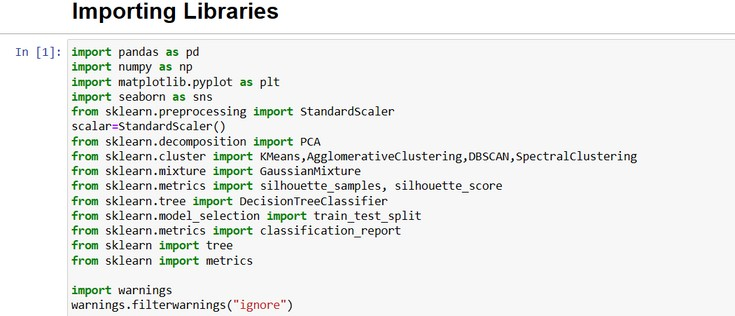 Importing Libraries
In [1]: import pandas as pd
import numpy as np
import matplotlib.pyplot as plt
import seaborn as sns
from sklearn.preprocessing import StandardScaler
scalar=StandardScaler()
from sklearn.decomposition import PCA
from sklearn.cluster import KMeans,AgglomerativeClustering,DBSCAN,SpectralClustering
from sklearn.mixture import GaussianMixture
from sklearn.metrics import silhouette_samples, silhouette_score
from sklearn.tree import DecisionTreeClassifier
from sklearn.model_selection import train_test_split
from sklearn.metrics import classification_report
from sklearn import tree
from sklearn import metrics

import warnings
warnings.filterwarnings("ignore")